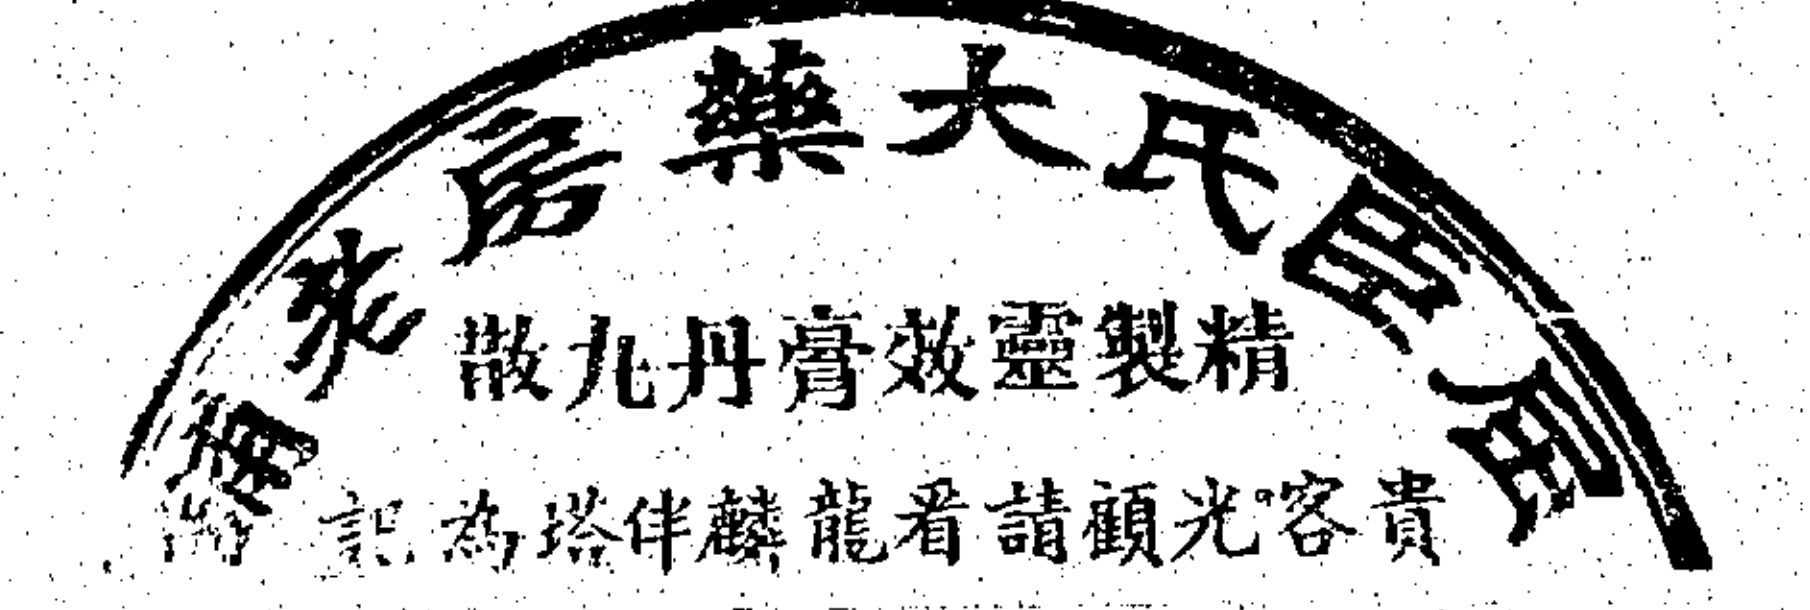 屈臣氏大藥房
精製靈效膏丹丸散
貴客光顧請看龍麟伴塔為記